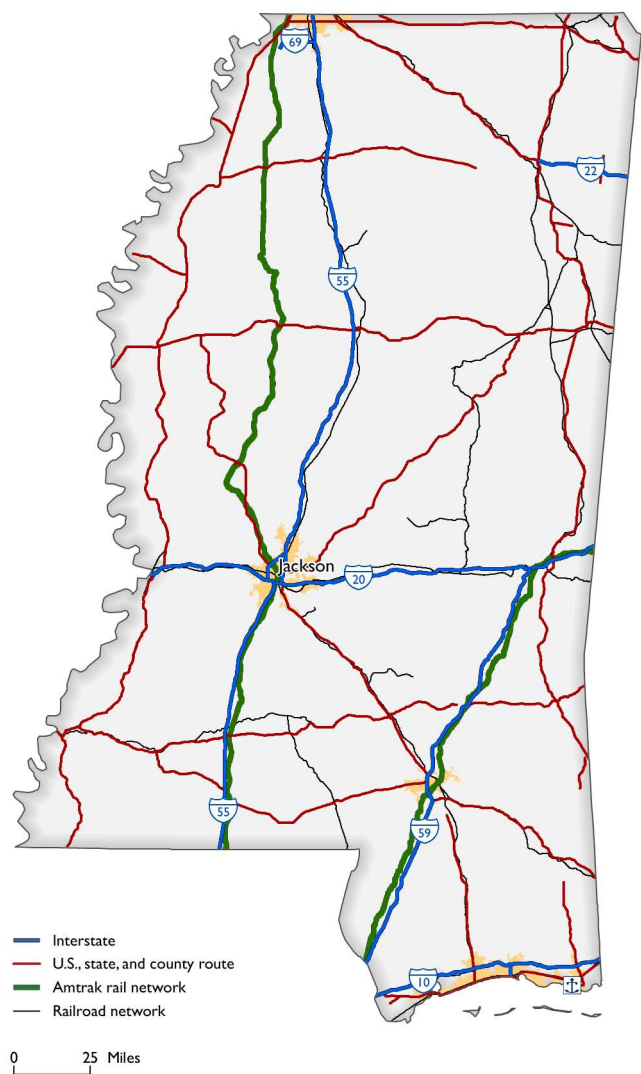 69
22
55
Jackson
20
55
59
10
Interstate
U.S., state, and county route
Amtrak rail network
Railroad network
0 25 Miles